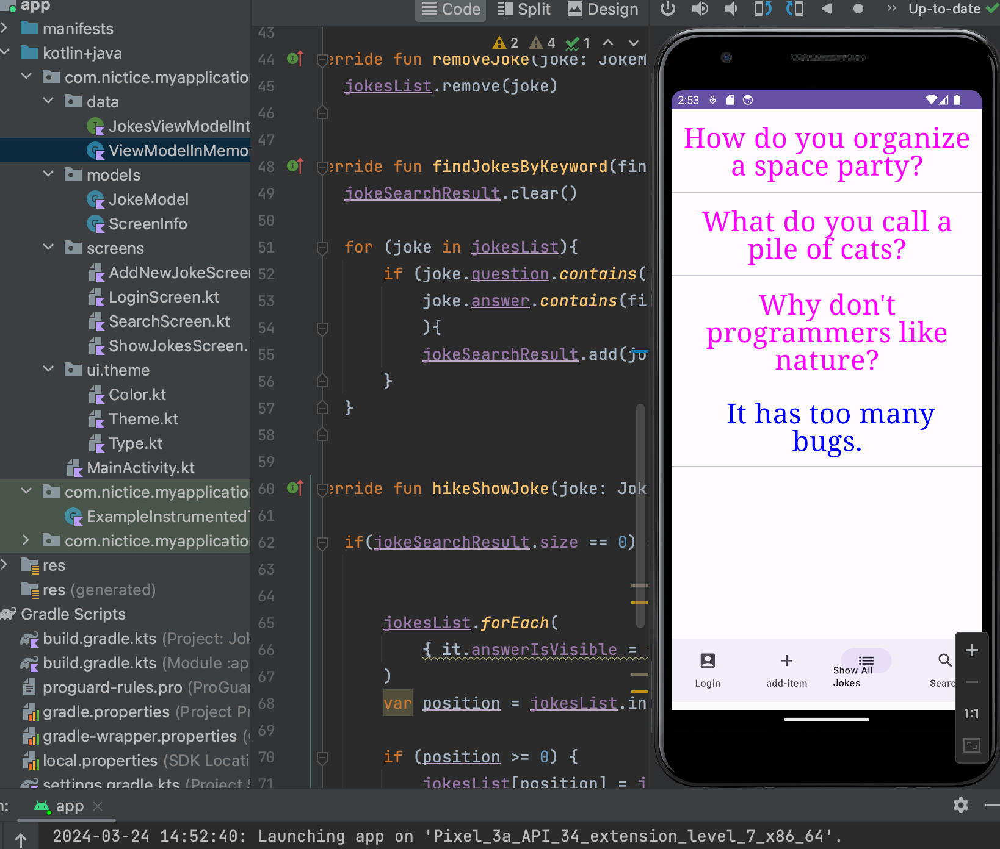 app
manifests
kotlin+java
com.nictice.myapplication
data
JokesViewModelInt
ViewModelInMemor
models
JokeModel
ScreenInfo
screens
AddNewJokeScreen
LoginScreen.kt
SearchScreen.kt
ShowJokesScreen.
ui.theme
Color.kt
Theme.kt
Type.kt
MainActivity.kt
com.nictice.myapplication
ExampleInstrumentedT
com.nictice.myapplication
res
res (generated)
Gradle Scripts
build.gradle.kts (Project: Jok
build.gradle.kts (Module :ap
proguard-rules.pro (ProGuar
gradle.properties (Project Pr
gradle-wrapper.properties (
local.properties (SDK Locati
settings.gradle.kts (Project S
Code Split Design
2 4 1
43
44 erride fun removeJoke(joke: JokeM
45 jokesList.remove(joke)
46
47
48 erride fun findJokesByKeyword(fin
49 jokeSearchResult.clear()
50
51 for (joke in jokesList){
52 if (joke.question.contains(
53 joke.answer.contains(fi
54 ){
55 jokeSearchResult.add(jo
56 }
57 }
58
59
60 erride fun hikeShowJoke(joke: Jok
61
62 if(jokeSearchResult.size == 0)
63
64
65 jokesList.forEach(
66 { it.answerIsVisible =
67 )
68 var position = jokesList.in
69
70 if (position >= 0) {
71 jokesList[position] = j
>> Up-to-date
2:53
How do you organize
a space party?
What do you call a
pile of cats?
Why don't
programmers like
nature?
It has too many
bugs.
Login
add-item
Show All
Jokes
Searc
1:1
n: app
2024-03-24 14:52:40: Launching app on 'Pixel_3a_API_34_extension_level_7_x86_64'.